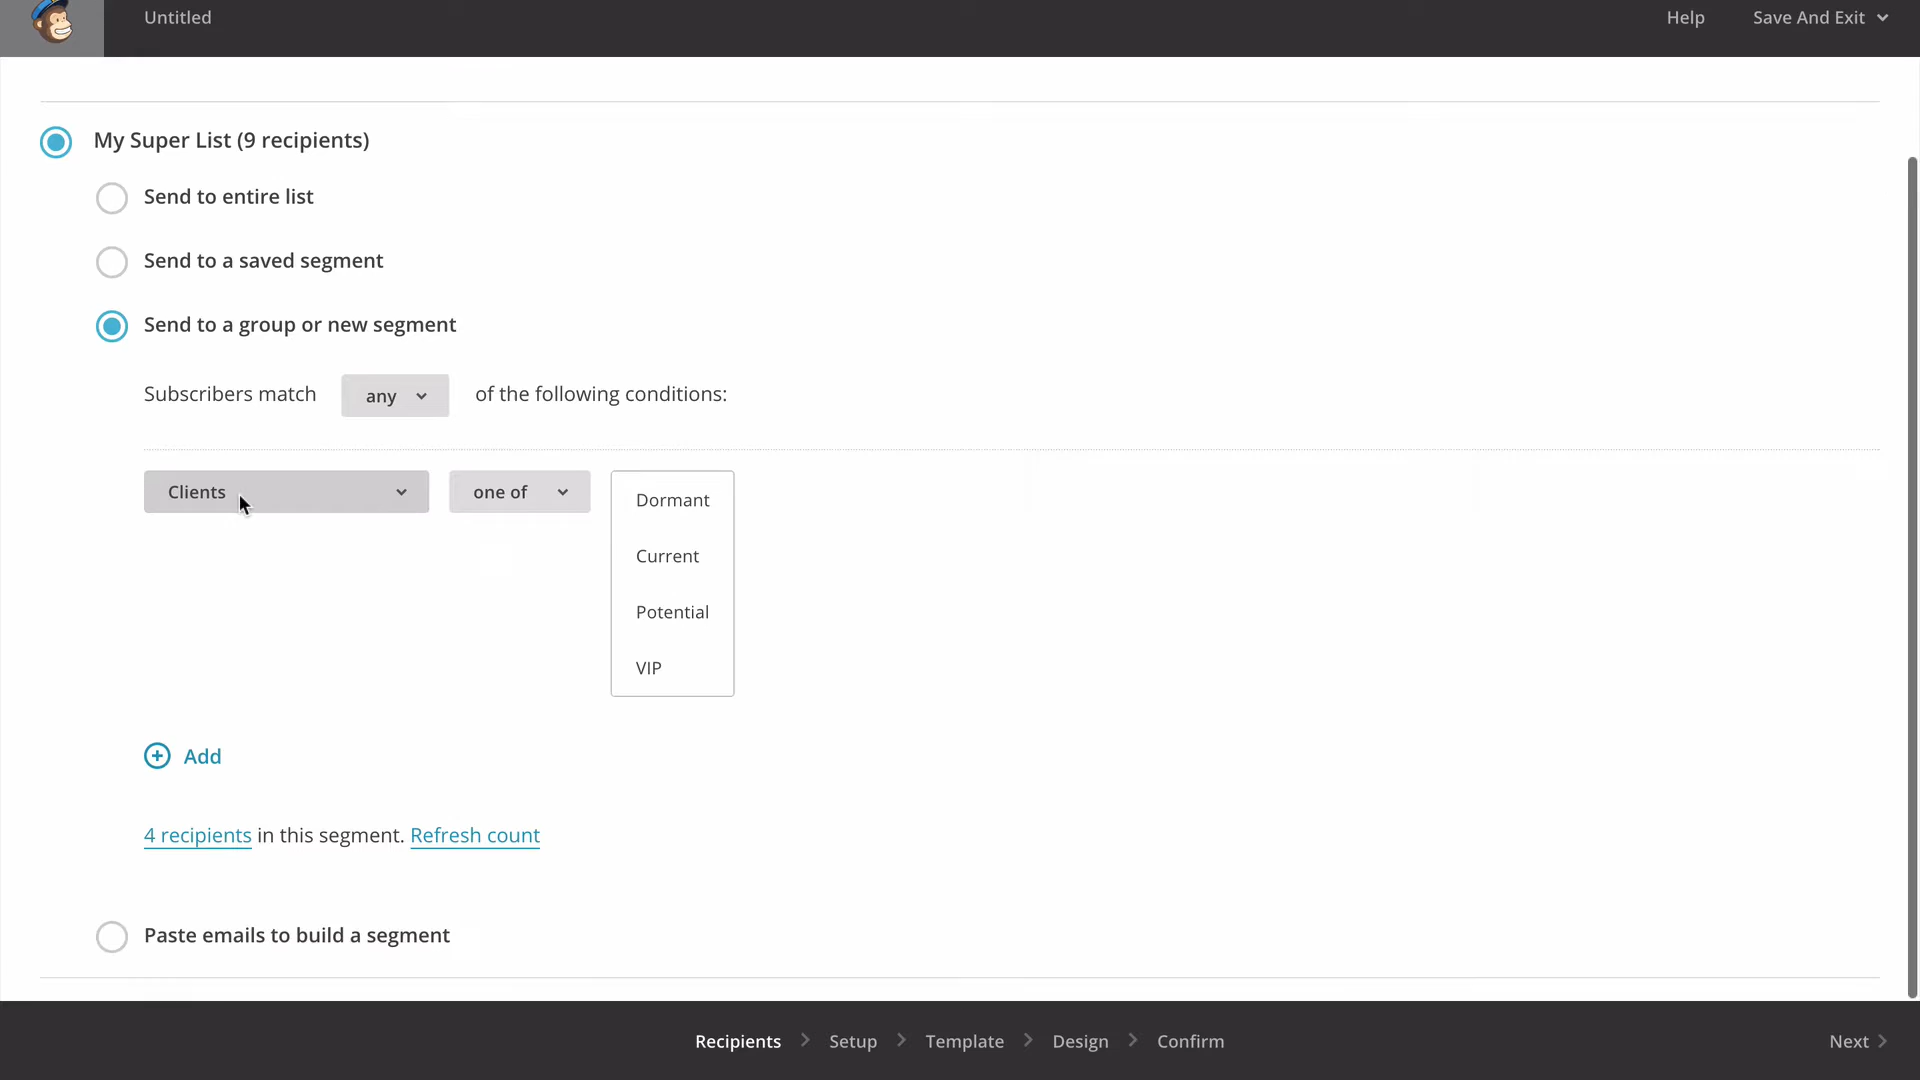 Untitled
Help
Save And Exit
My Super List (9 recipients)
Send to entire list
Send to a saved segment
Send to a group or new segment
Subscribers match any of the following conditions:
Clients one of Dormant
Current
Potential
VIP
Add
4 recipients in this segment. Refresh count
Paste emails to build a segment
Recipients > Setup > Template > Design > Confirm
Next >